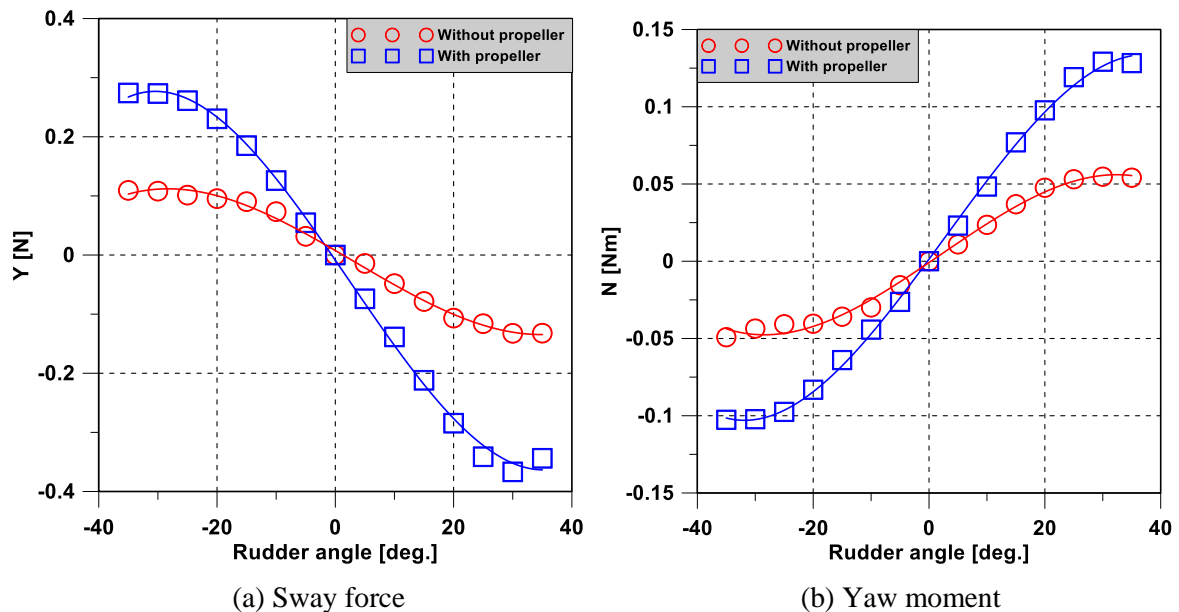 0.4
0.2
0
-0.2
-0.4
Y [N]
Without propeller
With propeller
-40
-20
0
20
40
Rudder angle [deg.]
(a) Sway force
0.15
0.1
0.05
0
-0.05
-0.1
-0.15
N [Nm]
Without propeller
With propeller
-40
-20
0
20
40
Rudder angle [deg.]
(b) Yaw moment